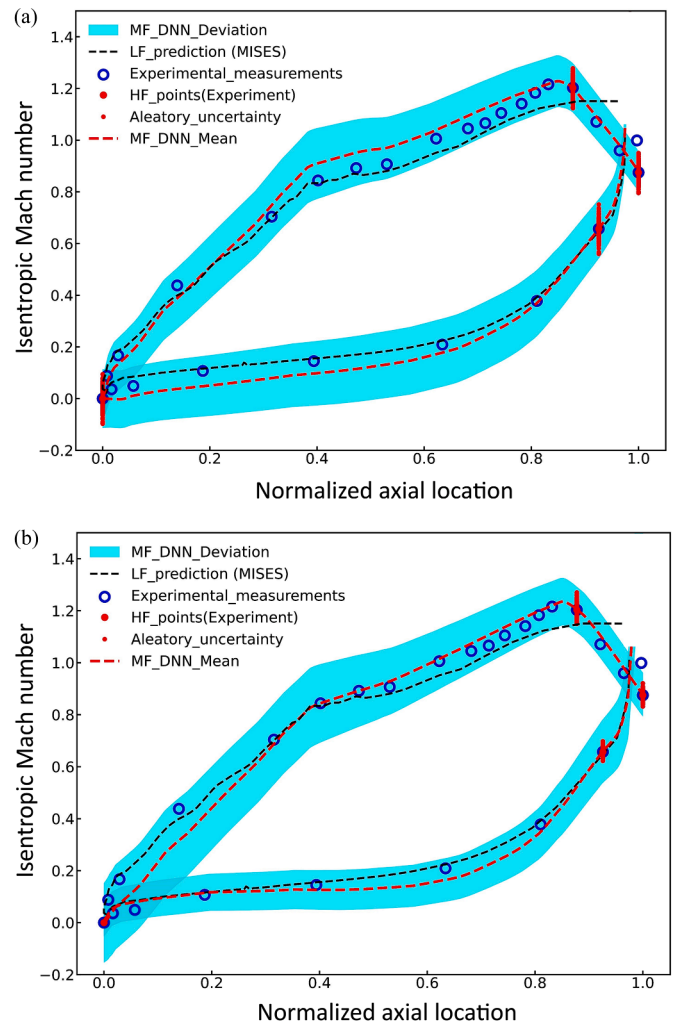 (a)
MF_DNN_Deviation
LF_prediction (MISES)
Experimental_measurements
HF_points(Experiment)
Aleatory_uncertainty
MF_DNN_Mean
Isentropic Mach number
1.4
1.2
1.0
0.8
0.6
0.4
0.2
0.0
−0.2
0.0 0.2 0.4 0.6 0.8 1.0
Normalized axial location
(b)
MF_DNN_Deviation
LF_prediction (MISES)
Experimental_measurements
HF_points(Experiment)
Aleatory_uncertainty
MF_DNN_Mean
Isentropic Mach number
1.4
1.2
1.0
0.8
0.6
0.4
0.2
0.0
−0.2
0.0 0.2 0.4 0.6 0.8 1.0
Normalized axial location